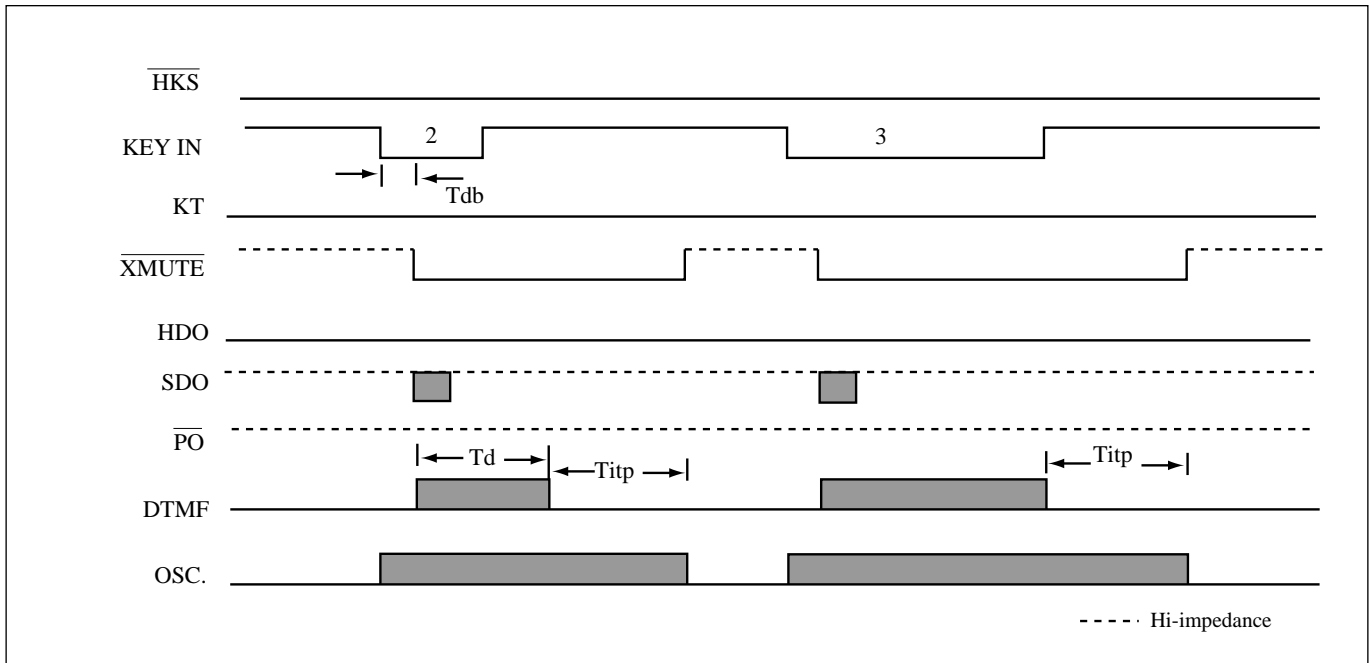 HKS
KEY IN 2 3
Tdb
KT
XMUTE
HDO
SDO
PO
Td Titp Titp
DTMF
OSC.
Hi-impedance